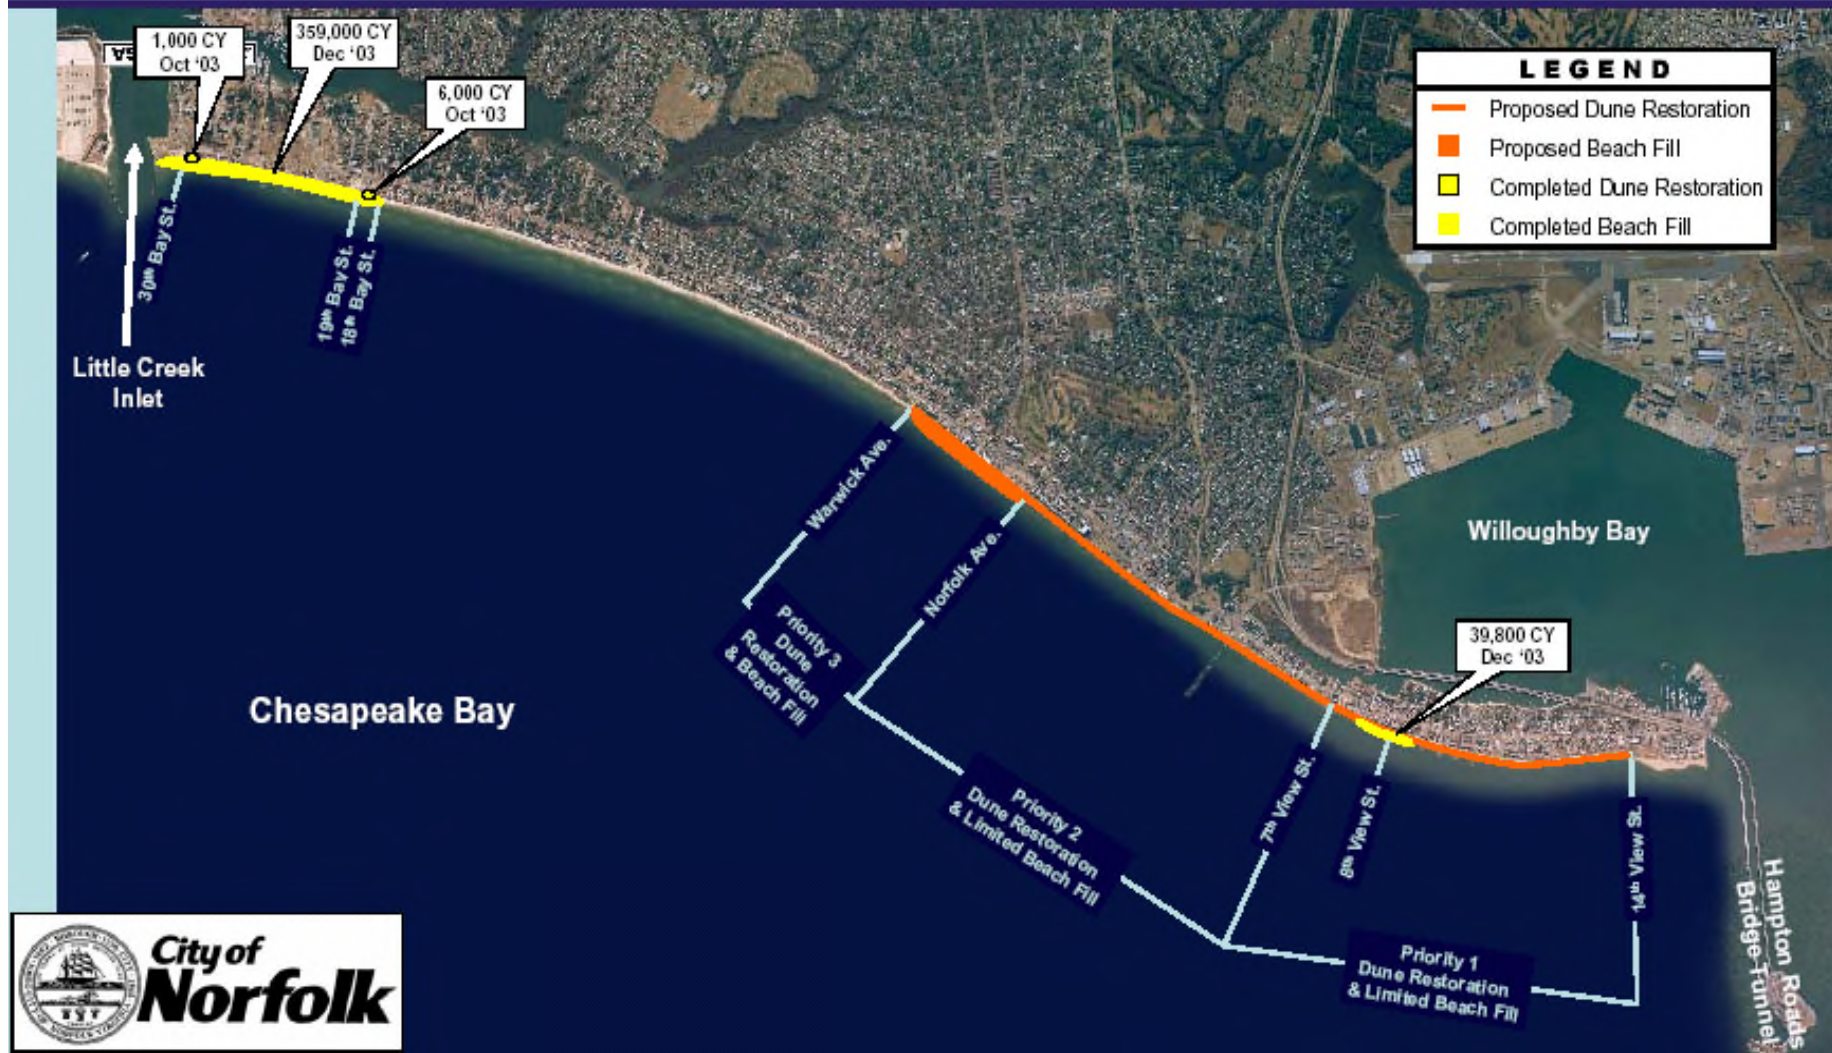 1,000 CY
Oct '03
359,000 CY
Dec '03
6,000 CY
Oct '03
LEGEND
Proposed Dune Restoration
Proposed Beach Fill
Completed Dune Restoration
Completed Beach Fill
30th Bay St.
19th Bay St.
18th Bay St.
Little Creek
Inlet
Warwick Ave.
Norfolk Ave.
Willoughby Bay
39,800 CY
Dec '03
Priority 3
Dune
Restoration
& Beach Fill
Chesapeake Bay
Priority 2
Dune Restoration
& Limited Beach Fill
7th View St.
8th View St.
14th View St.
Priority 1
Dune Restoration
& Limited Beach Fill
Hampton Roads
Bridge-Tunnel
City of
Norfolk